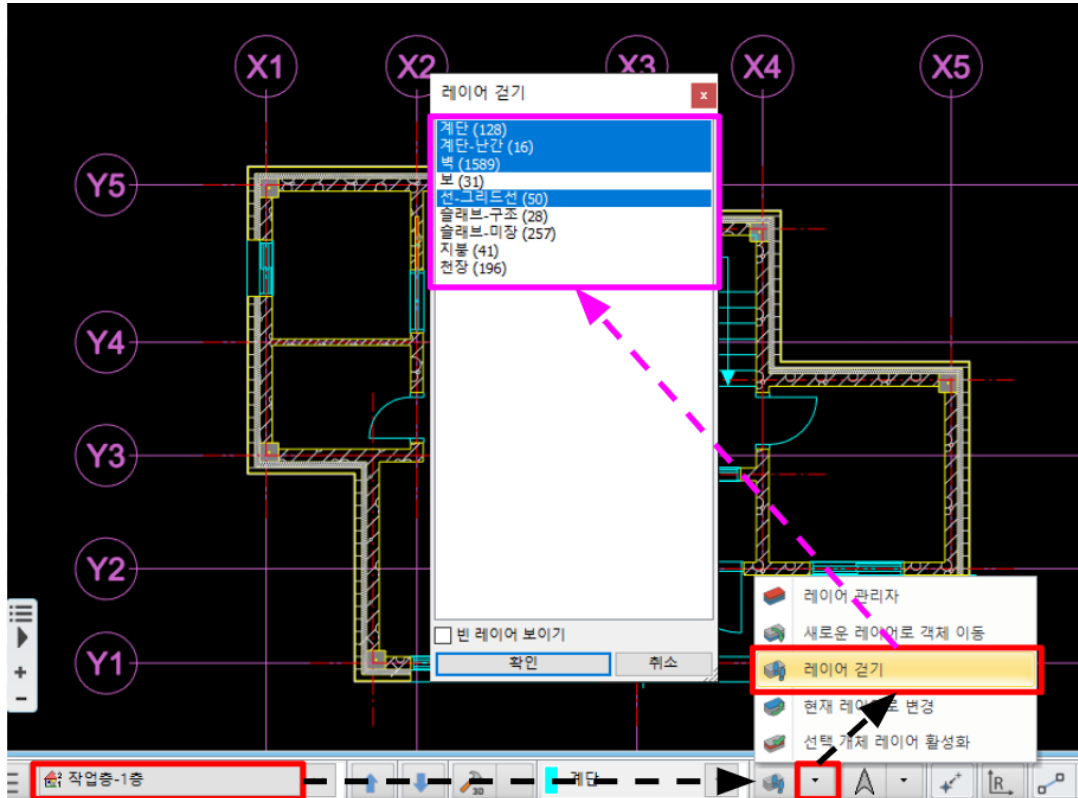 X1
X2
X3
X4
X5
레이어 걷기
x
계단 (128)
계단-난간 (16)
벽 (1589)
보 (31)
선-그리드선 (50)
슬래브-구조 (28)
슬래브-미장 (257)
지붕 (41)
천장 (196)
Y5
Y4
Y3
Y2
Y1
빈 레이어 보이기
확인
취소
레이어 관리자
새로운 레이어로 객체 이동
레이어 걷기
현재 레이어로 변경
선택 개체 레이어 활성화
작업층-1층
3D
계단
R